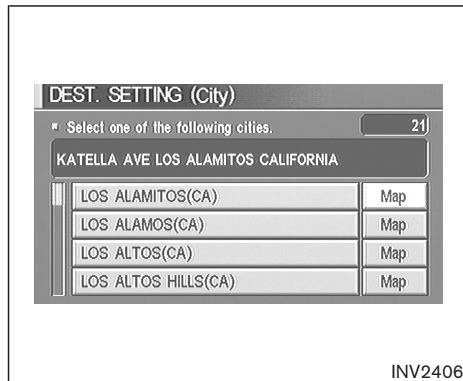 DEST. SETTING (City)
Select one of the following cities. 21
KATELLA AVE LOS ALAMITOS CALIFORNIA
LOS ALAMITOS(CA) Map
LOS ALAMOS(CA) Map
LOS ALTOS(CA) Map
LOS ALTOS HILLS(CA) Map
INV2406